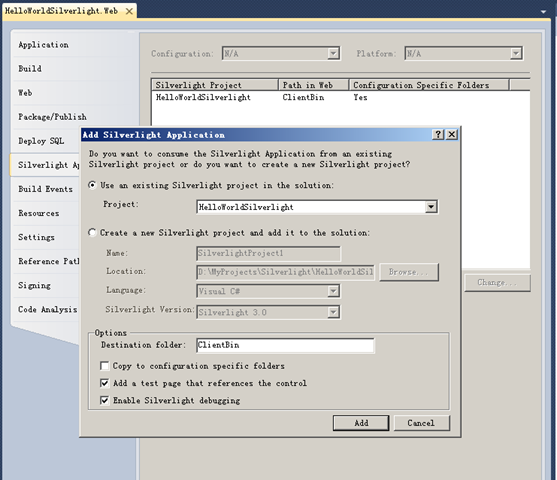 HelloWorldSilverlight.Web
Application
Configuration: N/A Platform: N/A
Build
Web
Silverlight Project Path in Web Configuration Specific Folders
HelloWorldSilverlight ClientBin Yes
Package/Publish
Deploy SQL
Silverlight Ap
Build Events
Resources
Settings
Reference Path
Signing
Code Analysis
Change...
Add Silverlight Application
Do you want to consume the Silverlight Application from an existing
Silverlight project or do you want to create a new Silverlight project?
Use an existing Silverlight project in the solution:
Project: HelloWorldSilverlight
Create a new Silverlight project and add it to the solution:
Name: SilverlightProject1
Location: D:\MyProjects\Silverlight\HelloWorldSil Browse...
Language: Visual C#
Silverlight Version: Silverlight 3.0
Options
Destination folder: ClientBin
Copy to configuration specific folders
Add a test page that references the control
Enable Silverlight debugging
Add Cancel